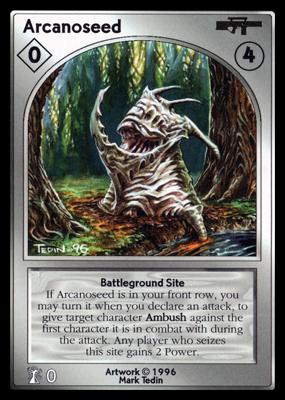 Arcanoseed
0
4
TEDIN -96
Battleground Site
If Arcanoseed is in your front row, you
may turn it when you declare an attack, to
give target character Ambush against the
first character it is in combat with during
the attack. Any player who seizes
this site gains 2 Power.
0
Artwork © 1996
Mark Tedin